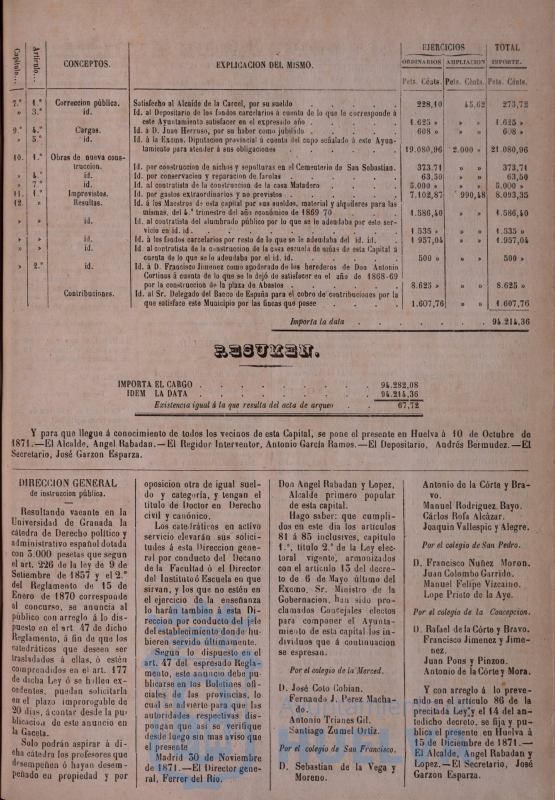 EJERCICIOS TOTAL
Capítulo... Artículo... CONCEPTOS. EXPLICACION DEL MISMO. ORDINARIOS AMPLIACION IMPORTE.
Pets. Cénts. Pets. Cénts. Pets. Cénts.
7.º 1.º Correccion pública. Satisfecho al Alcaide de la Carcel, por su sueldo 228,10 45,62 273,72
» 3.º id. Id. al Depositario de los fondos carcelarios á cuenta de lo que le corresponde á
este Ayuntamiento satisfacer en el espresado año 1.625 » » » 1.625 »
9.º 4.º Cargas. Id. á D. Juan Herruso, por su haber como jubilado 608 » » » 608 »
» 5.º id. Id. á la Excma. Diputacion provincial á cuenta del cupo señalado á este Ayun-
tamiento para atender á sus obligaciones 19.080,96 2.000 » 21.080,96
10. 1.º Obras de nueva cons-
truccion. Id. por construccion de nichos y sepulturas en el Cementerio de San Sebastian. 373,71 » » 373,71
» 4.º id. Id. por conservacion y reparacion de farolas 63,50 » » 63,50
» 7.º id. Id. al contratista de la construccion de la casa Matadero 5.000 » » » 5.000 »
11. 1.º Imprevistos. Id. por gastos extraordinarios y no previstos 7.102,87 990,48 8.093,35
12. » Resultas. Id. á los Maestros de esta capital por sus sueldos, material y alquileres para las
mismas, del 4.º trimestre del año económico de 1869 70 1.586,40 » » 1.586,40
» » id. Id. al contratista del alumbrado público por lo que se le adeudaba por este ser-
vicio en id. id. 1 335 » » » 1.335 »
» » id. Id. á los fondos carcelarios por resto de lo que se le adeudaba del id. id. 1 957,04 » » 1.957,04
» » id. Id. al contratista de la construccion de la casa escuela de niñas de esta Capital á
cuenta de lo que se le adeudaba por el id. id. 500 » » » 500 »
» 2.º id. Id. á D. Francisco Jimenez como apoderado de los herederos de Don Antonio
Cortinas á cuenta de lo que se le dejó de satisfacer en el año de 1868-69
por la construccion de la plaza de Abastos 8.625 » » » 8.625 »
Contribuciones. Id. al Sr. Delegado del Banco de España para el cobro de contribuciones por la
que satisface este Municipio por las fincas que posee 1.607,76 » » 1.607,76
Importa la data 94.214,36
RESUMEN.
IMPORTA EL CARGO 94.282,08
IDEM LA DATA 94.214,36
Existencia igual á la que resulta del acta de arqueo 67,72
Y para que llegue á conocimiento de todos los vecinos de esta Capital, se pone el presente en Huelva á 10 de Octubre de
1871.—El Alcalde, Angel Rabadan.—El Regidor Interventor, Antonio García Ramos.—El Depositario, Andrés Bermudez.—El
Secretario, José Garzon Esparza.
DIRECCION GENERAL
de instruccion pública.
Resultando vacante en la
Universidad de Granada la
cátedra de Derecho político y
administrativo español dotada
con 3.000 pesetas que segun
el art. 226 de la ley de 9 de
Setiembre de 1857 y el 2.º
del Reglamento de 15 de
Enero de 1870 corresponde
al concurso, se anuncia al
público con arreglo á lo dis-
puesto en el art. 47 de dicho
Reglamento, á fin de que los
catedráticos que deseen ser
trasladados á ellas, ó estén
comprendidos en el art. 177
de dicha Ley ó se hallen ex-
cedentes, puedan solicitarla
en el plazo improrogable de
20 dias, á contar desde la pu-
blicacion de este anuncio en
la Gaceta.
Solo podrán aspirar á di-
cha cátedra los profesores que
desempeñen ó hayan desem-
peñado en propiedad y por
oposicion otra de igual suel-
do y categoría, y tengan el
título de Doctor en Derecho
civil y canónico.
Los catedráticos en activo
servicio elevarán sus solici-
tudes á esta Direccion gene-
ral por conducto del Decano
de la Facultad ó el Director
del Instituto ó Escuela en que
sirvan, y los que no estén en
el ejercicio de la enseñanza
lo harán tambien á esta Di-
reccion por conducto del jefe
del establecimiento donde hu-
bieren servido últimamente.
Segun lo dispuesto en el
art. 47 del espresado Regla-
mento, este anuncio debe pu-
blicarse en los Boletines ofi-
ciales de las provincias, lo
cual se advierte para que las
autoridades respectivas dis-
pongan que así se verifique
desde luego sin mas aviso que
el presente
Madrid 30 de Noviembre
de 1871.—El Director gene-
ral, Ferrer del Rio.
Don Angel Rabadan y Lopez,
Alcalde primero popular
de esta capital.
Hago saber: que cumpli-
dos en este dia los artículos
81 á 85 inclusives, capítulo
1.º, título 2.º de la Ley elec-
toral vigente, armonizados
con el artículo 15 del decreto
de 6 de Mayo último del
Excmo. Sr. Ministro de la
Gobernacion, han sido pro-
clamados Concejales electos
para componer el Ayunta-
miento de esta capital los in-
dividuos que á continuacion
se espresan.
Por el colegio de la Merced.
D. José Coto Cobian.
Fernando J. Perez Macha-
do.
Antonio Trianes Gil.
Santiago Zumel Ortiz.
Por el colegio de San Francisco.
D. Sebastian de la Vega y
Moreno.
Antonio de la Córte y Bra-
vo.
Manuel Rodriguez, Bayo.
Cárlos Rofa Alcázar.
Joaquin Vallespic y Alegre.
Por el colegio de San Pedro.
D. Francisco Nuñez Moron.
Juan Colombo Garrido.
Manuel Felipe Vizcaino.
Lope Prieto de la Aye.
Por el colegio de la Concepcion.
D. Rafael de la Córte y Bravo.
Francisco Jimenez y Jime-
nez.
Juan Pons y Pinzon.
Antonio de la Córte y Mora.
Y con arreglo á lo preve-
nido en el artículo 86 de la
precitada Ley y el 14 del an-
tedicho decreto, se fija y pu-
blica el presente en Huelva á
15 de Diciembre de 1871.—
El Alcalde, Angel Rabadan y
Lopez.—El Secretario, José
Garzon Esparza.